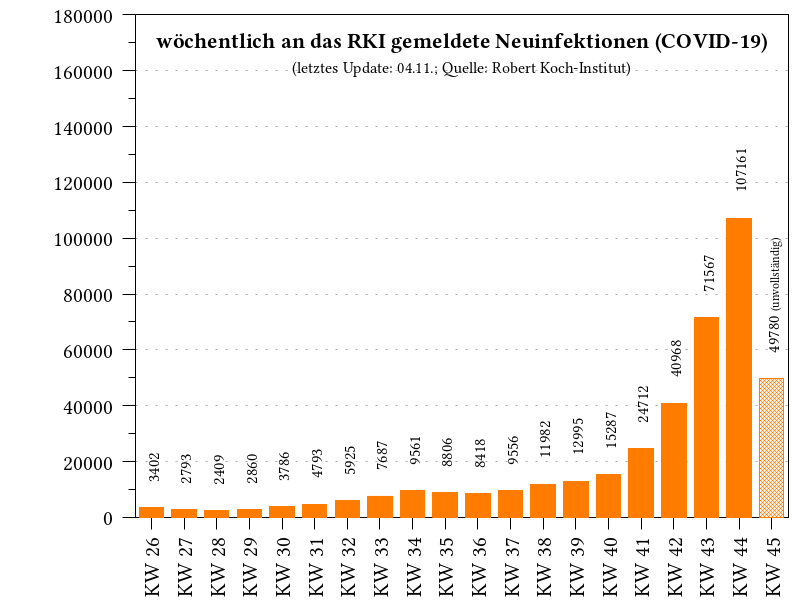 wöchentlich an das RKI gemeldete Neuinfektionen (COVID-19)
(letztes Update: 04.11.; Quelle: Robert Koch-Institut)
180000
160000
140000
120000
100000
80000
60000
40000
20000
0
3402
2793
2409
2860
3786
4793
5925
7687
9561
8806
8418
9556
11982
12995
15287
24712
40968
71567
107161
49780 (unvollständig)
KW 26
KW 27
KW 28
KW 29
KW 30
KW 31
KW 32
KW 33
KW 34
KW 35
KW 36
KW 37
KW 38
KW 39
KW 40
KW 41
KW 42
KW 43
KW 44
KW 45